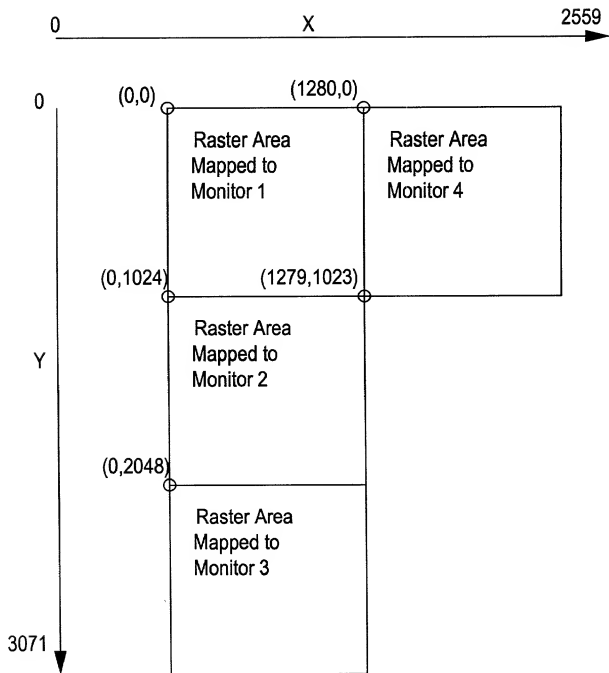 0
X
2559
0
(0,0)
(1280,0)
Raster Area
Mapped to
Monitor 1
Raster Area
Mapped to
Monitor 4
(0,1024)
(1279,1023)
Y
Raster Area
Mapped to
Monitor 2
(0,2048)
Raster Area
Mapped to
Monitor 3
3071